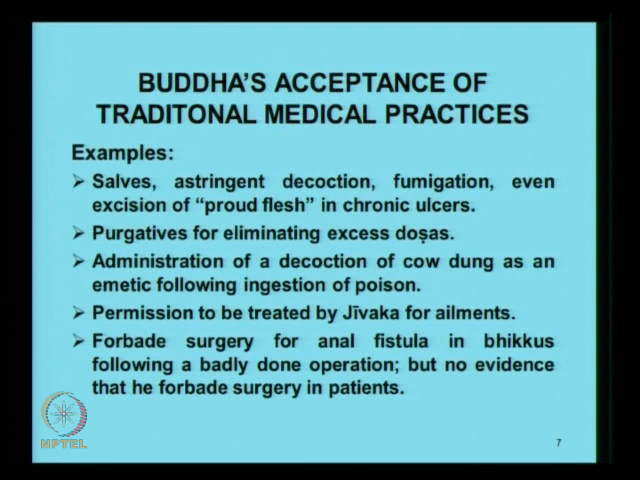 BUDDHA'S ACCEPTANCE OF
TRADITONAL MEDICAL PRACTICES
Examples:
➢ Salves, astringent decoction, fumigation, even
excision of "proud flesh" in chronic ulcers.
➢ Purgatives for eliminating excess doṣas.
➢ Administration of a decoction of cow dung as an
emetic following ingestion of poison.
➢ Permission to be treated by Jīvaka for ailments.
➢ Forbade surgery for anal fistula in bhikkus
following a badly done operation; but no evidence
that he forbade surgery in patients.
NPTEL
7